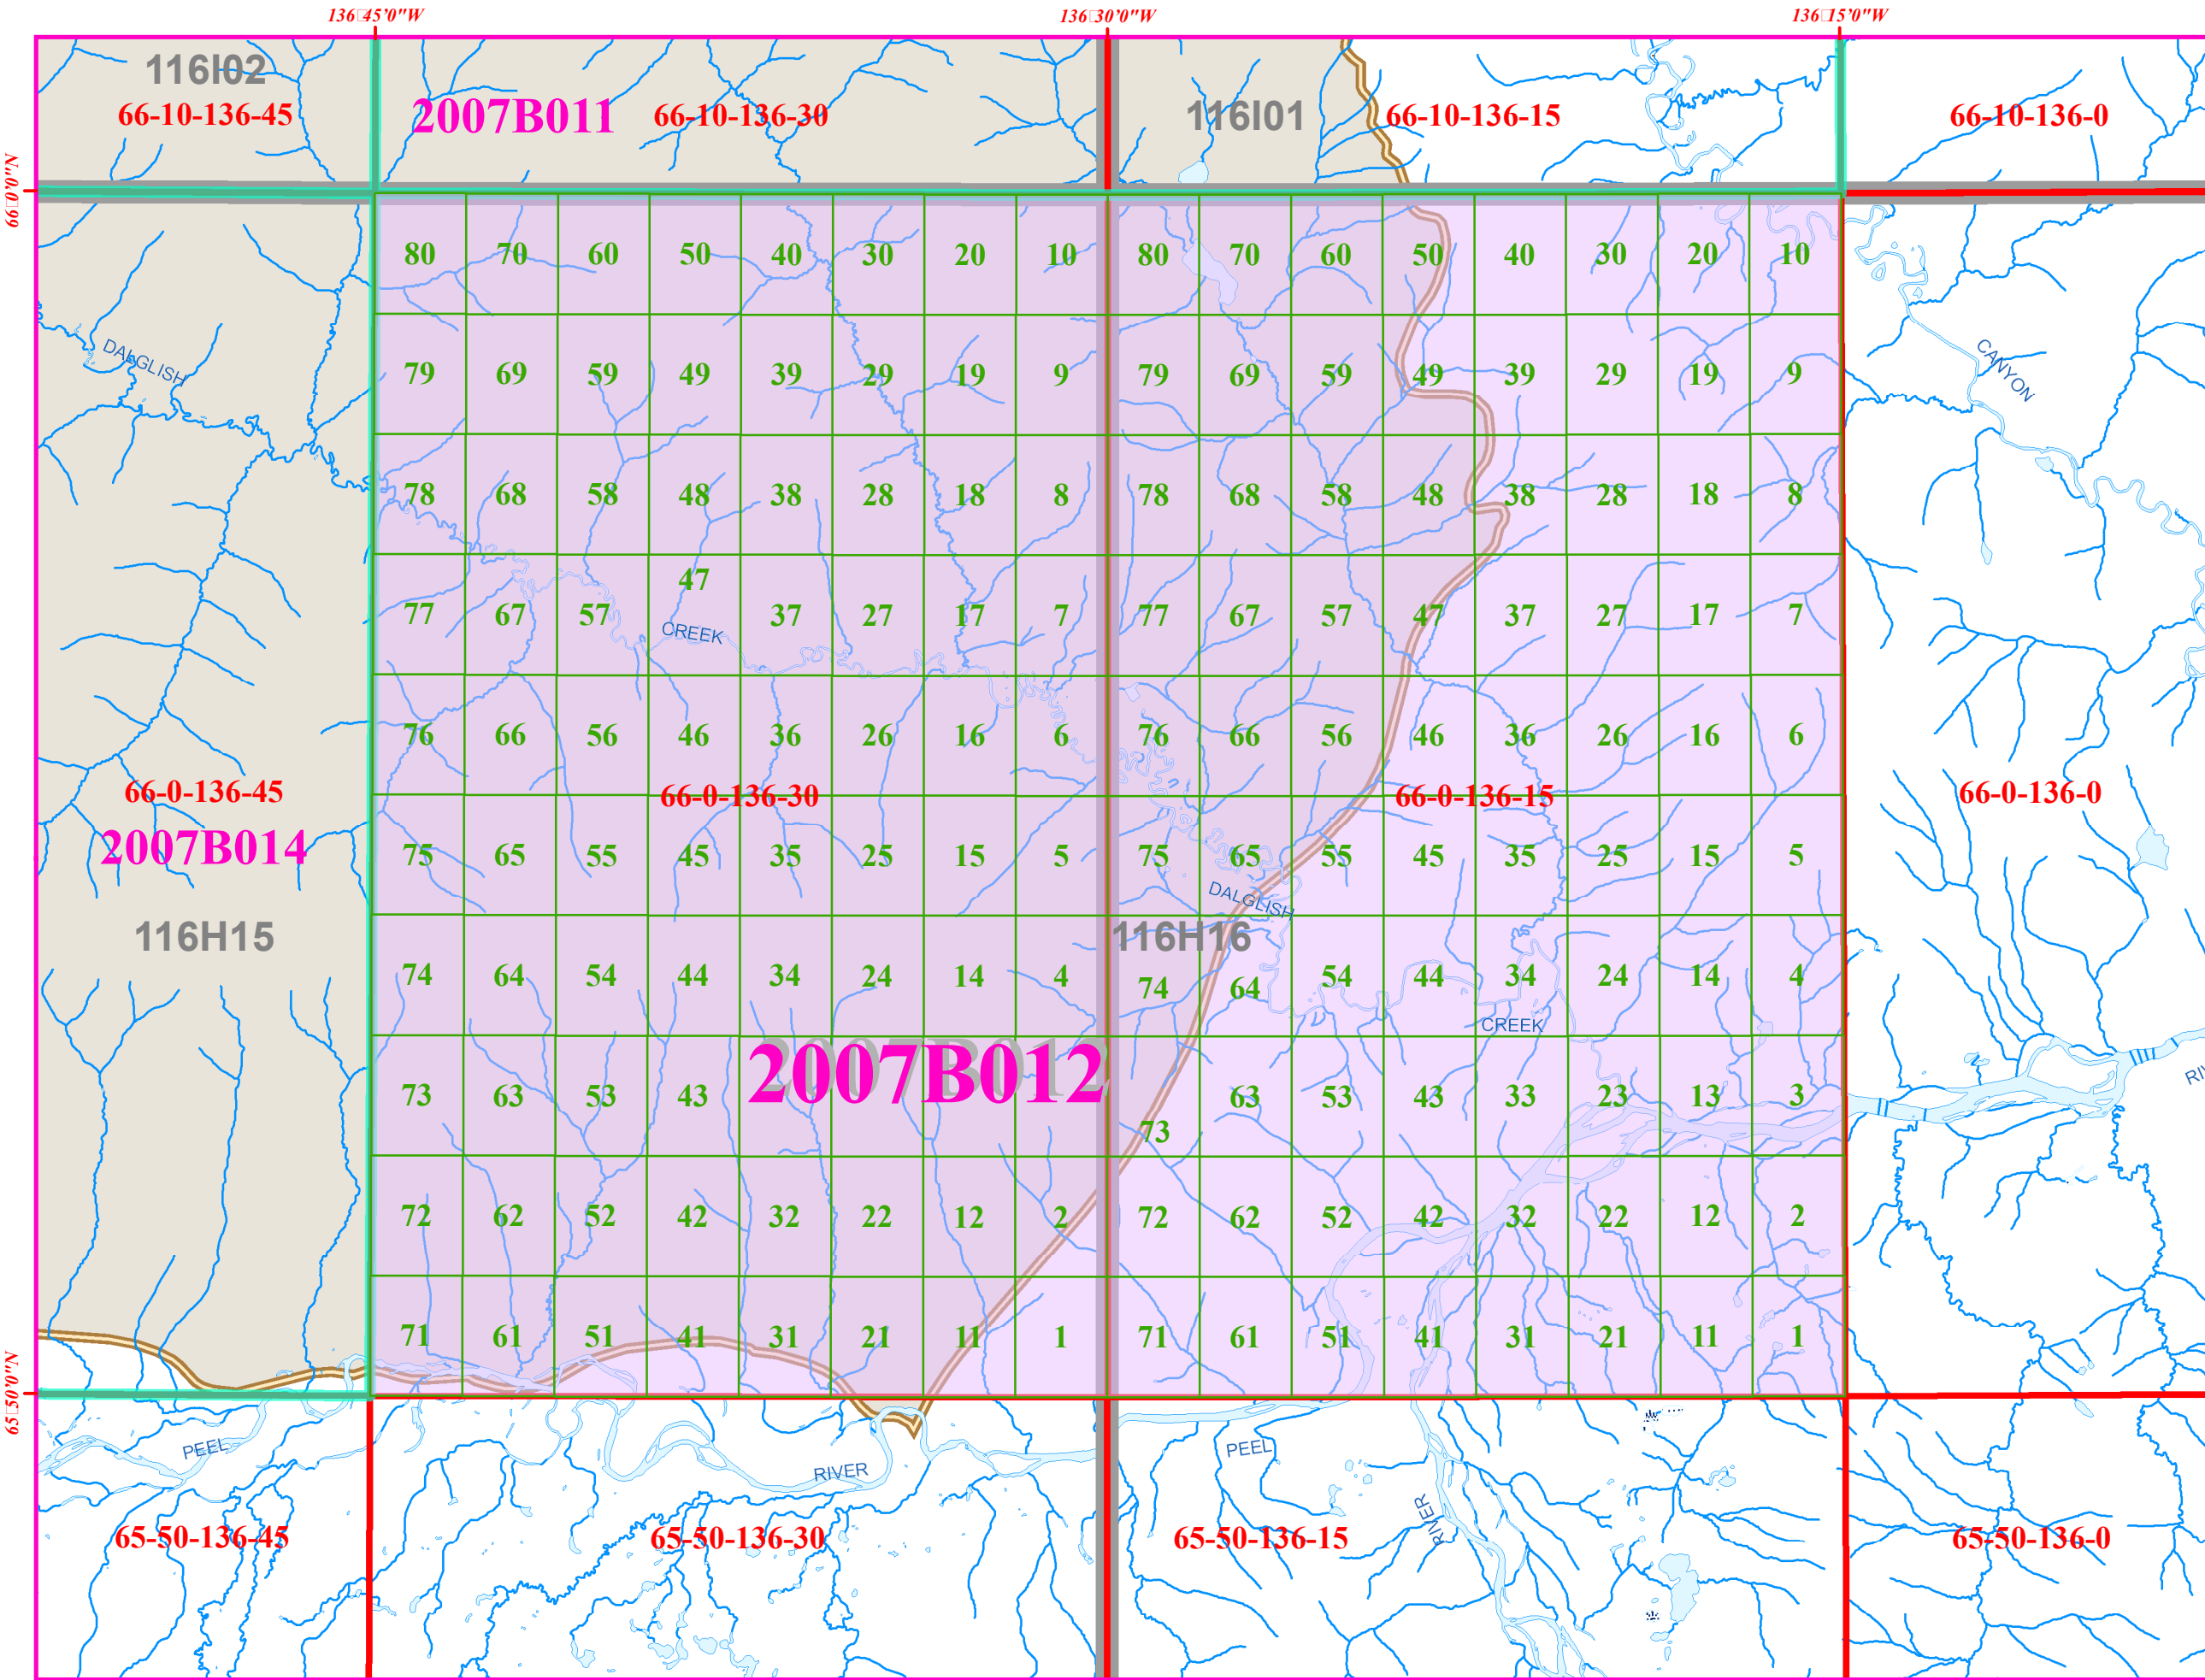 136□45'0"W 136□30'0"W 136□15'0"W
116I02
66-10-136-45 2007B011 66-10-136-30 116I01 66-10-136-15 66-10-136-0
66□0'0"N
80 70 60 50 40 30 20 10 80 70 60 50 40 30 20 10
DALGLISH
CANYON
79 69 59 49 39 29 19 9 79 69 59 49 39 29 19 9
78 68 58 48 38 28 18 8 78 68 58 48 38 28 18 8
47
77 67 57 37 27 17 7 77 67 57 47 37 27 17 7
CREEK
76 66 56 46 36 26 16 6 76 66 56 46 36 26 16 6
66-0-136-45 66-0-136-30 66-0-136-15 66-0-136-0
2007B014
75 65 55 45 35 25 15 5 75 65 55 45 35 25 15 5
DALGLISH
116H15 116H16
74 64 54 44 34 24 14 4 74 64 54 44 34 24 14 4
CREEK
2007B012
73 63 53 43 73 63 53 43 33 23 13 3
72 62 52 42 32 22 12 2 72 62 52 42 32 22 12 2
71 61 51 41 31 21 11 1 71 61 51 41 31 21 11 1
65□50'0"N
PEEL RIVER PEEL RIVER
65-50-136-45 65-50-136-30 65-50-136-15 65-50-136-0